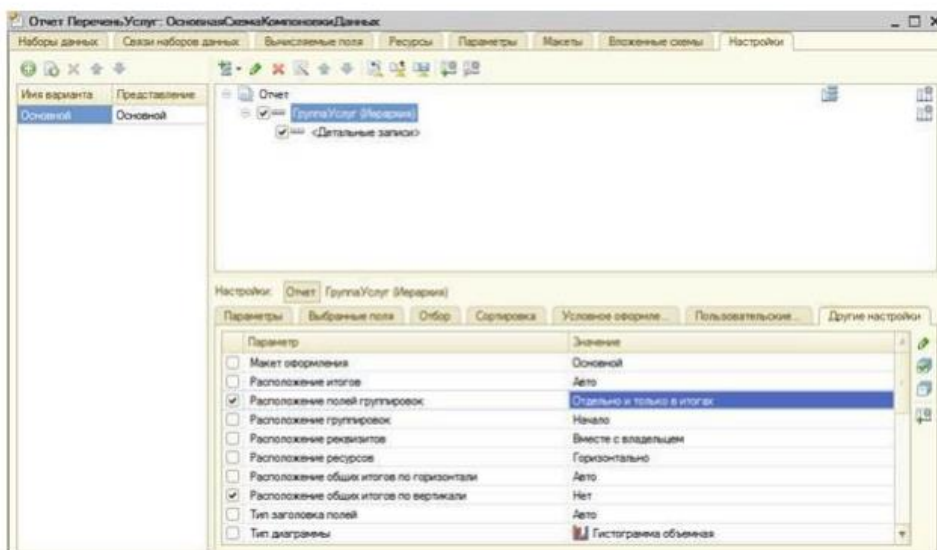 Отчет ПереченьУслуг: ОсновнаяСхемаКомпоновкиДанных
Наборы данных Связи наборов данных Вычисляемые поля Ресурсы Параметры Макеты Вложенные схемы Настройки
Имя варианта Представление
Основной Основной
Отчет
ГруппаУслуг (Иерархия)
<Детальные записи>
Настройки: Отчет ГруппаУслуг (Иерархия)
Параметры Выбранные поля Отбор Сортировка Условное оформле... Пользовательские... Другие настройки
Параметр Значение
Макет оформления Основной
Расположение итогов Авто
Расположение полей группировок Отдельно и только в итогах
Расположение группировок Начало
Расположение реквизитов Вместе с владельцем
Расположение ресурсов Горизонтально
Расположение общих итогов по горизонтали Авто
Расположение общих итогов по вертикали Нет
Тип заголовка полей Авто
Тип диаграммы Гистограмма объемная